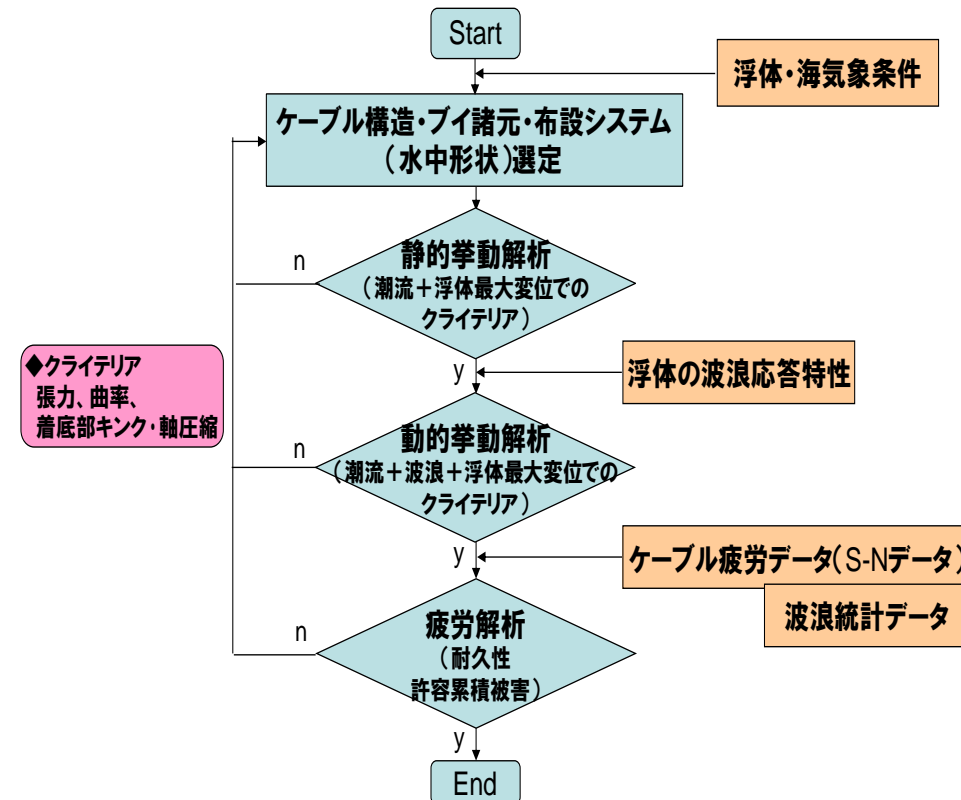 Start
浮体・海気象条件
ケーブル構造・ブイ諸元・布設システム
（水中形状）選定
静的挙動解析
（潮流＋浮体最大変位での
クライテリア）
n
y
◆クライテリア
張力、曲率、
着底部キンク・軸圧縮
浮体の波浪応答特性
動的挙動解析
（潮流＋波浪＋浮体最大変位での
クライテリア）
n
y
ケーブル疲労データ（S-Nデータ）
波浪統計データ
疲労解析
（耐久性
許容累積被害）
n
y
End